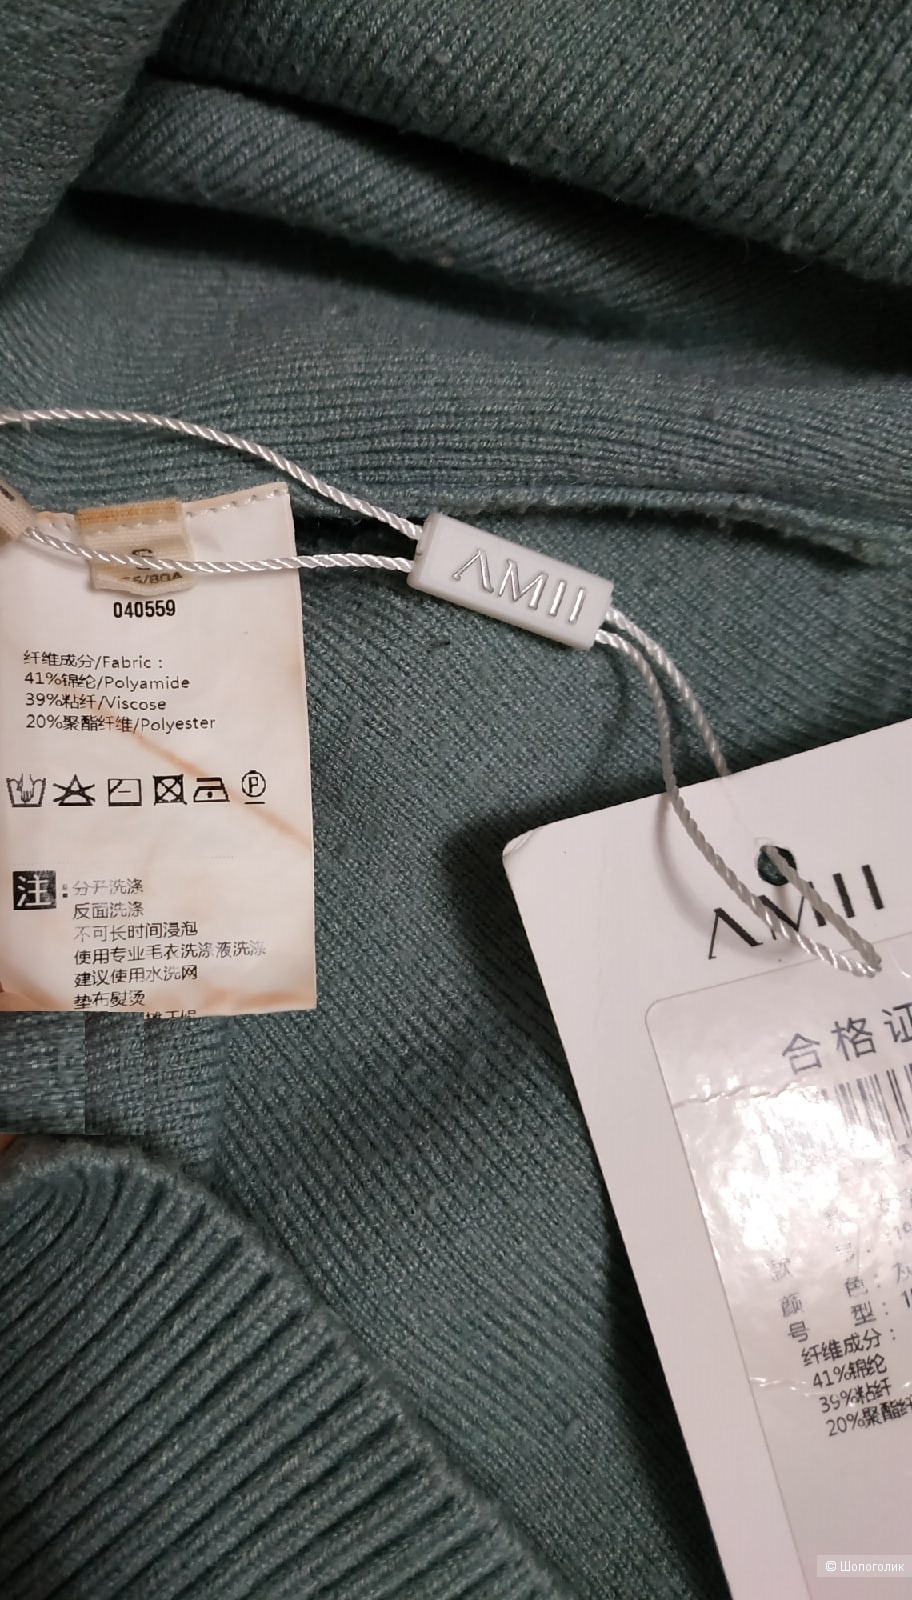 AMII
S
040559
纤维成分/Fabric :
41%锦纶/Polyamide
39%粘纤/Viscose
20%聚酯纤维/Polyester
P
注:
分开洗涤
反面洗涤
不可长时间浸泡
使用专业毛衣洗涤液洗涤
建议使用水洗网
垫布熨烫
AMII
合格证
款 号:
颜 色:
号 型:
纤维成分:
41%锦纶
39%粘纤
20%聚酯纤
© Шопоголик